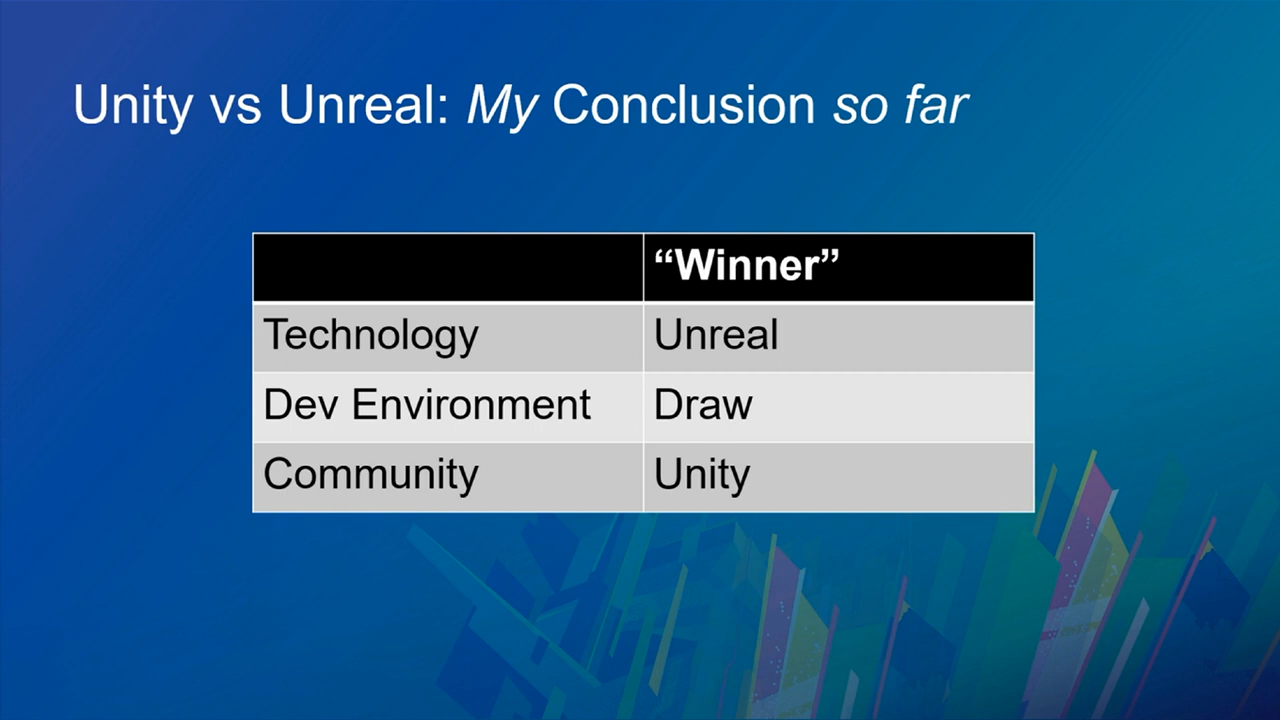 Unity vs Unreal: My Conclusion so far
“Winner”
Technology Unreal
Dev Environment Draw
Community Unity